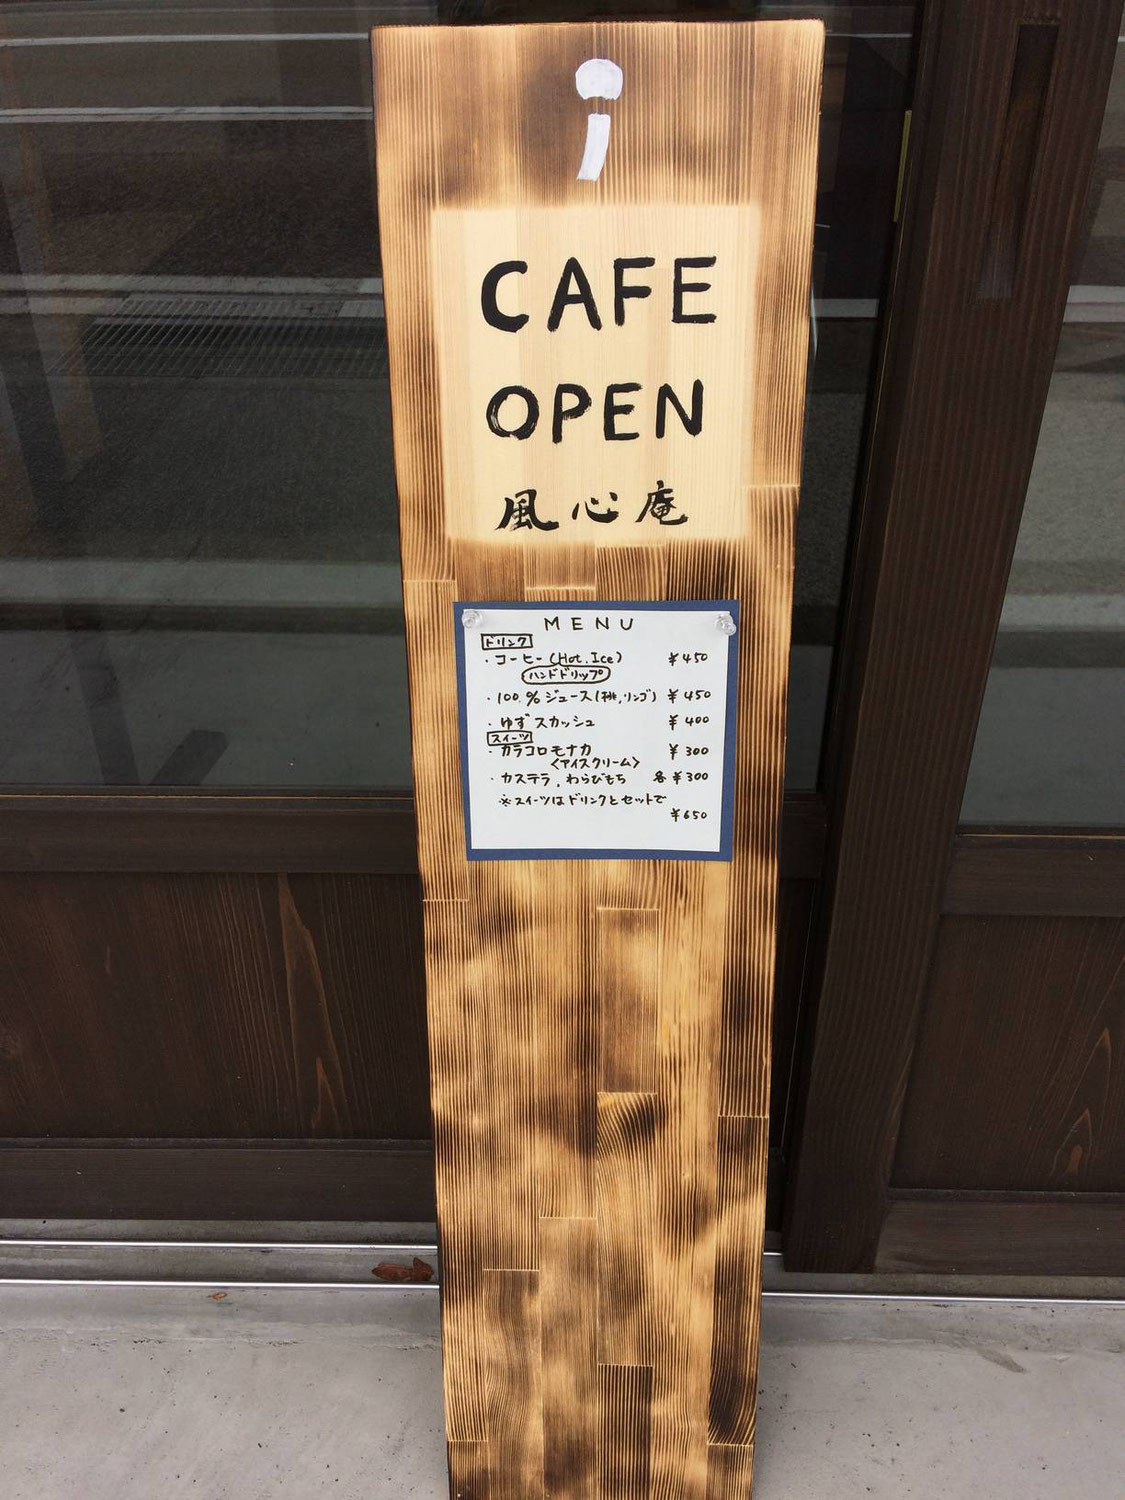 CAFE
OPEN
風心庵
MENU
ドリンク
・コーヒー(Hot.Ice) ¥450
ハンドドリップ
・100.%ジュース(桃,リンゴ) ¥450
・ゆずスカッシュ ¥400
スイーツ
・カラコロモナカ ¥300
<アイスクリーム>
・カステラ.わらびもち 各¥300
※スイーツはドリンクとセットで
¥650